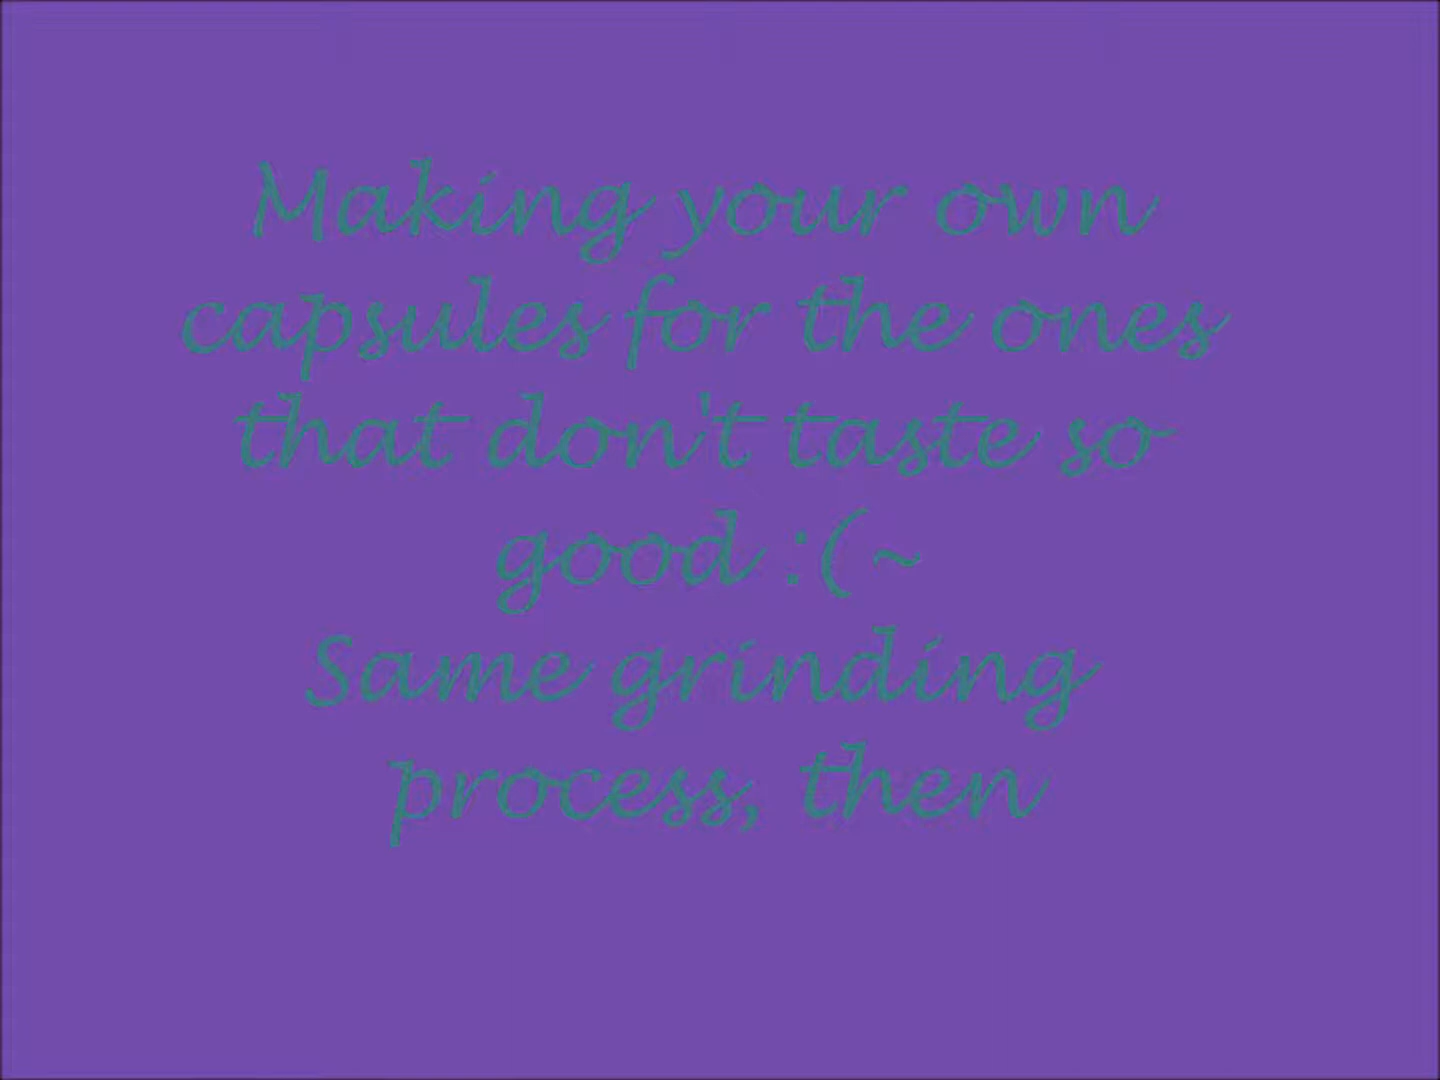 Making your own
capsules for the ones
that don't taste so
good :(~
Same grinding
process, then